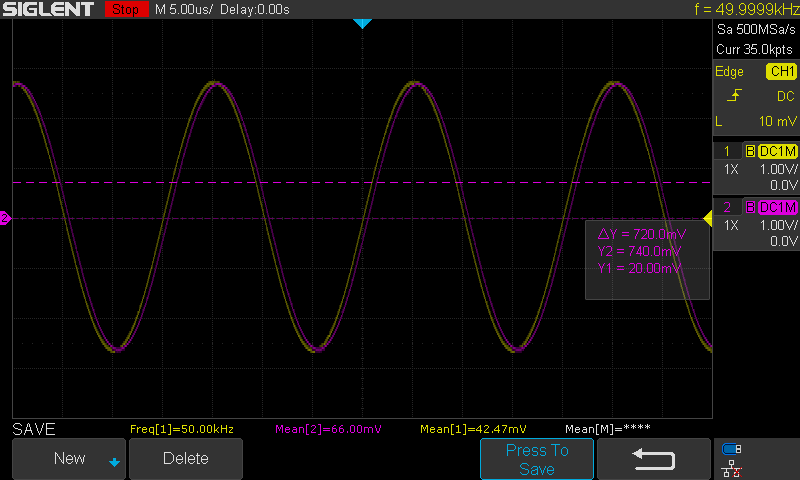 SIGLENT Stop M 5.00us/ Delay:0.00s f = 49.9999kHz
Sa 500MSa/s
Curr 35.0kpts
Edge CH1
DC
L 10 mV
1 B DC1M
1X 1.00V/
0.0V
2 B DC1M
1X 1.00V/
0.0V
2
ΔY = 720.0mV
Y2 = 740.0mV
Y1 = 20.00mV
SAVE Freq[1]=50.00kHz Mean[2]=66.00mV Mean[1]=42.47mV Mean[M]=****
New Delete Press To
Save